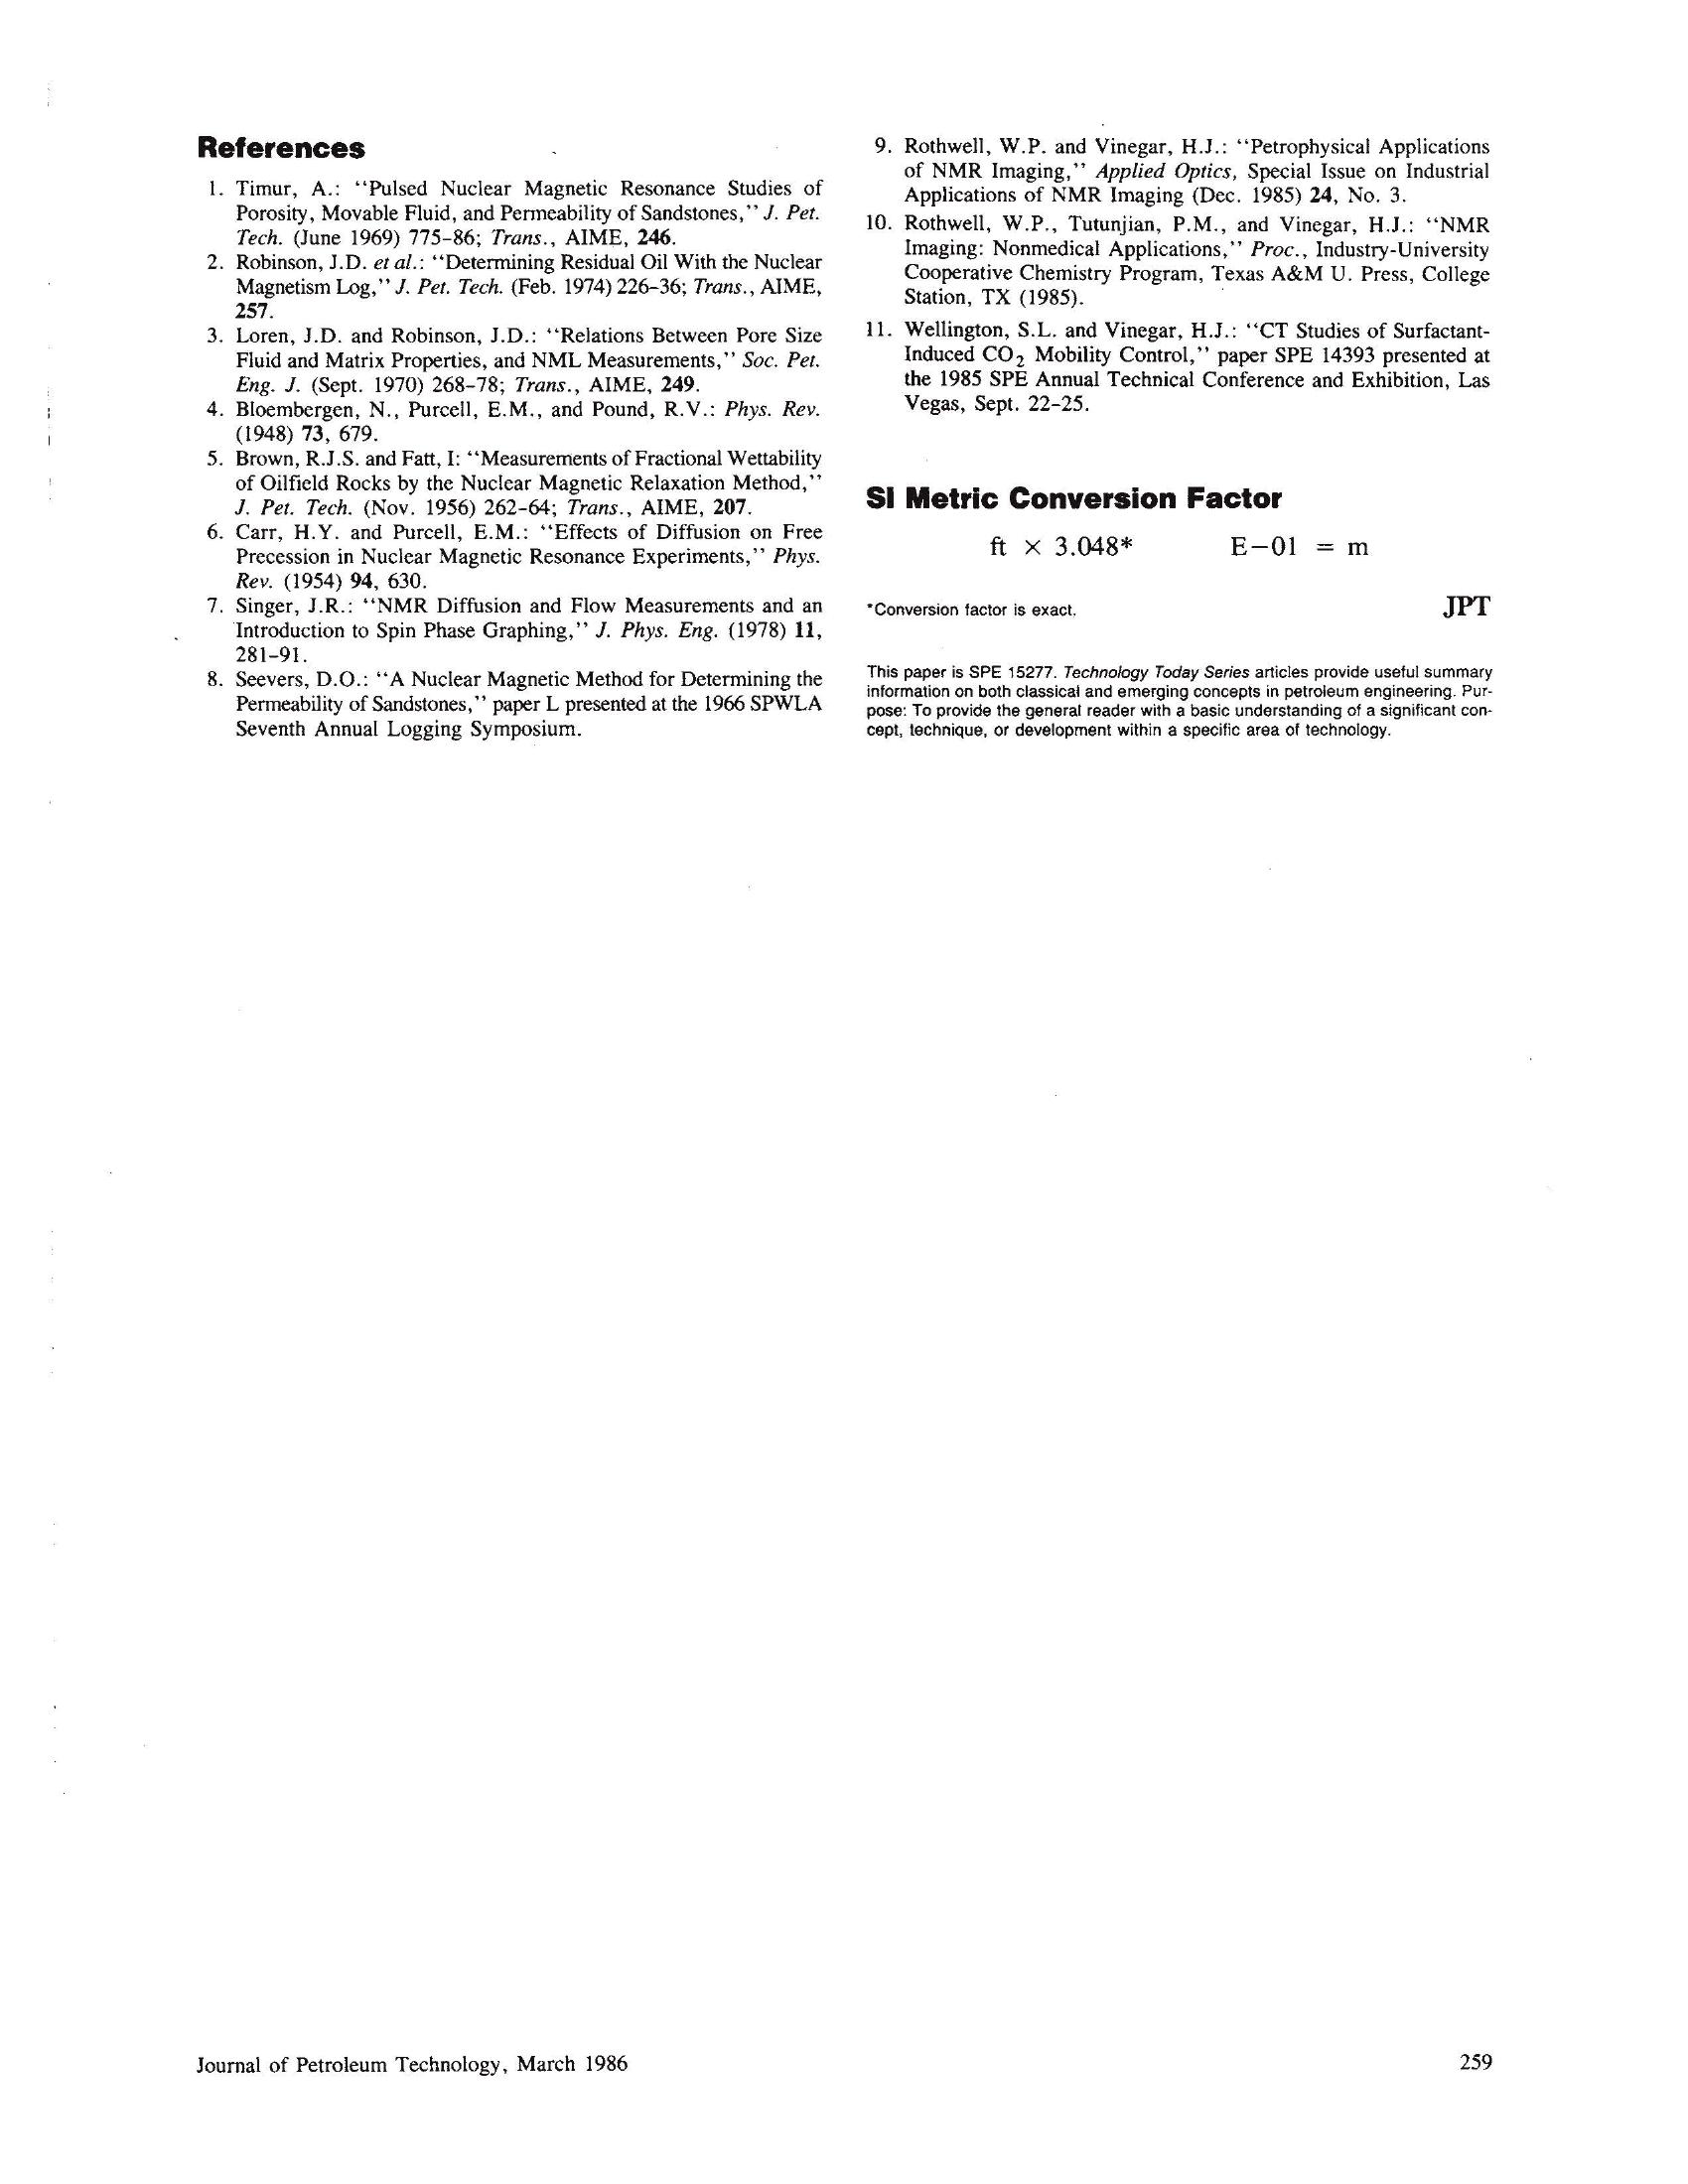 References
1. Timur, A.: ‘‘Pulsed Nuclear Magnetic Resonance Studies of
Porosity, Movable Fluid, and Permeability of Sandstones,’’ J. Pet.
Tech. (June 1969) 775–86; Trans., AIME, 246.
2. Robinson, J.D. et al.: ‘‘Determining Residual Oil With the Nuclear
Magnetism Log,’’ J. Pet. Tech. (Feb. 1974) 226–36; Trans., AIME,
257.
3. Loren, J.D. and Robinson, J.D.: ‘‘Relations Between Pore Size
Fluid and Matrix Properties, and NML Measurements,’’ Soc. Pet.
Eng. J. (Sept. 1970) 268–78; Trans., AIME, 249.
4. Bloembergen, N., Purcell, E.M., and Pound, R.V.: Phys. Rev.
(1948) 73, 679.
5. Brown, R.J.S. and Fatt, I: ‘‘Measurements of Fractional Wettability
of Oilfield Rocks by the Nuclear Magnetic Relaxation Method,’’
J. Pet. Tech. (Nov. 1956) 262–64; Trans., AIME, 207.
6. Carr, H.Y. and Purcell, E.M.: ‘‘Effects of Diffusion on Free
Precession in Nuclear Magnetic Resonance Experiments,’’ Phys.
Rev. (1954) 94, 630.
7. Singer, J.R.: ‘‘NMR Diffusion and Flow Measurements and an
Introduction to Spin Phase Graphing,’’ J. Phys. Eng. (1978) 11,
281–91.
8. Seevers, D.O.: ‘‘A Nuclear Magnetic Method for Determining the
Permeability of Sandstones,’’ paper L presented at the 1966 SPWLA
Seventh Annual Logging Symposium.
9. Rothwell, W.P. and Vinegar, H.J.: ‘‘Petrophysical Applications
of NMR Imaging,’’ Applied Optics, Special Issue on Industrial
Applications of NMR Imaging (Dec. 1985) 24, No. 3.
10. Rothwell, W.P., Tutunjian, P.M., and Vinegar, H.J.: ‘‘NMR
Imaging: Nonmedical Applications,’’ Proc., Industry-University
Cooperative Chemistry Program, Texas A&M U. Press, College
Station, TX (1985).
11. Wellington, S.L. and Vinegar, H.J.: ‘‘CT Studies of Surfactant-
Induced CO₂ Mobility Control,’’ paper SPE 14393 presented at
the 1985 SPE Annual Technical Conference and Exhibition, Las
Vegas, Sept. 22–25.
SI Metric Conversion Factor
ft × 3.048* E−01 = m
*Conversion factor is exact. JPT
This paper is SPE 15277. Technology Today Series articles provide useful summary
information on both classical and emerging concepts in petroleum engineering. Pur-
pose: To provide the general reader with a basic understanding of a significant con-
cept, technique, or development within a specific area of technology.
Journal of Petroleum Technology, March 1986 259